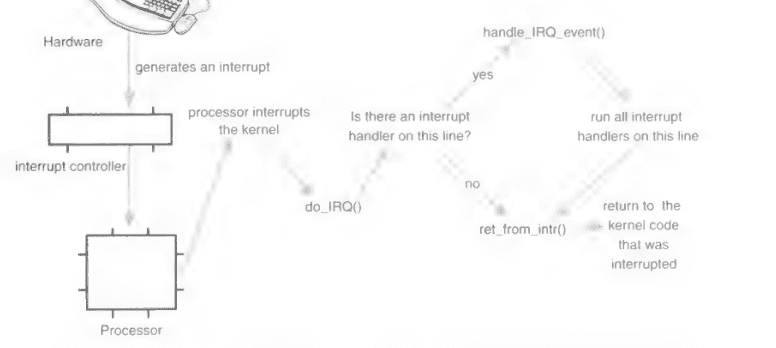 Hardware
generates an interrupt
interrupt controller
Processor
processor interrupts
the kernel
do_IRQ()
Is there an interrupt
handler on this line?
yes
no
handle_IRQ_event()
run all interrupt
handlers on this line
ret_from_intr()
return to the
kernel code
that was
interrupted